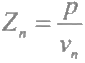 Zₙ = p / vₙ